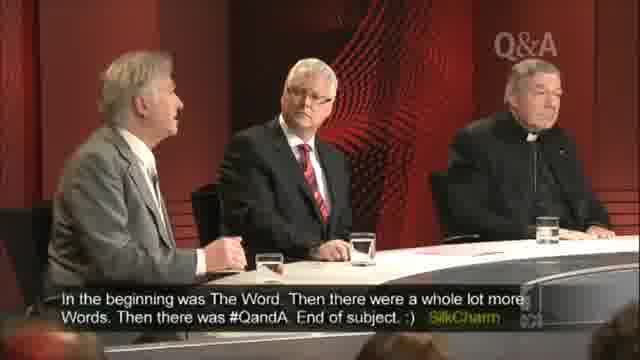 Q&A
In the beginning was The Word. Then there were a whole lot more
Words. Then there was #QandA. End of subject. :) SilkCharm